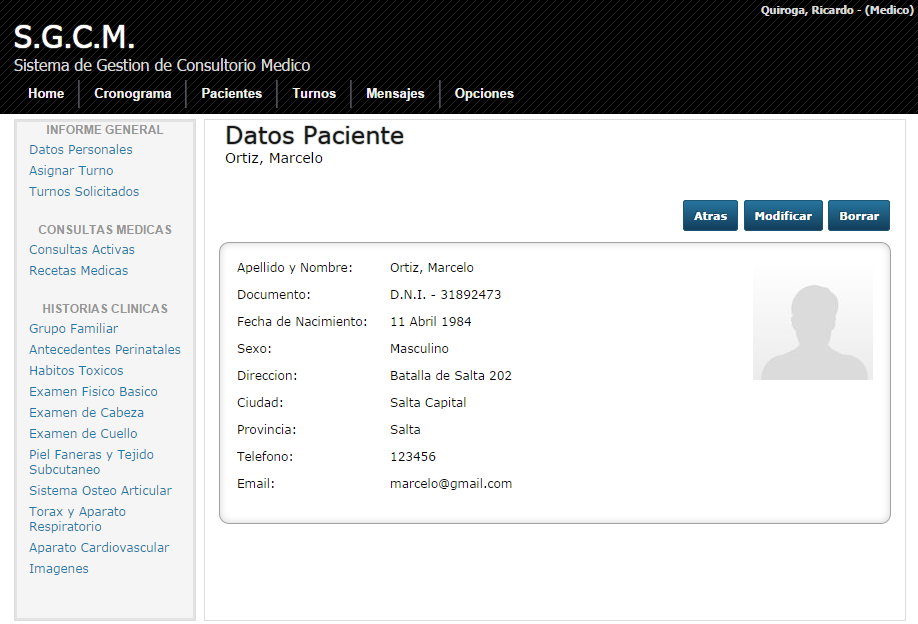 Quiroga, Ricardo - (Medico)
S.G.C.M.
Sistema de Gestion de Consultorio Medico
Home Cronograma Pacientes Turnos Mensajes Opciones
INFORME GENERAL
Datos Personales
Asignar Turno
Turnos Solicitados
CONSULTAS MEDICAS
Consultas Activas
Recetas Medicas
HISTORIAS CLINICAS
Grupo Familiar
Antecedentes Perinatales
Habitos Toxicos
Examen Fisico Basico
Examen de Cabeza
Examen de Cuello
Piel Faneras y Tejido
Subcutaneo
Sistema Osteo Articular
Torax y Aparato
Respiratorio
Aparato Cardiovascular
Imagenes
Datos Paciente
Ortiz, Marcelo
Atras Modificar Borrar
Apellido y Nombre: Ortiz, Marcelo
Documento: D.N.I. - 31892473
Fecha de Nacimiento: 11 Abril 1984
Sexo: Masculino
Direccion: Batalla de Salta 202
Ciudad: Salta Capital
Provincia: Salta
Telefono: 123456
Email: marcelo@gmail.com